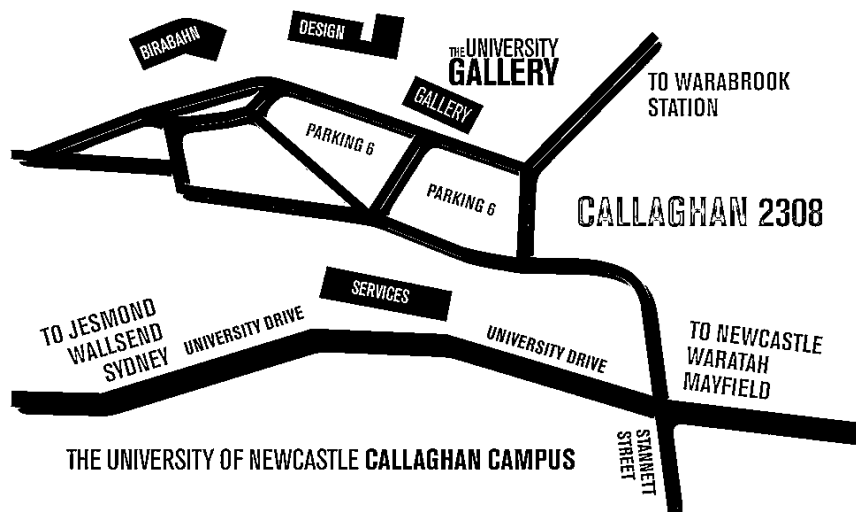 BIRABAHN
DESIGN
THE UNIVERSITY
GALLERY
GALLERY
TO WARABROOK
STATION
PARKING 6
PARKING 6
CALLAGHAN 2308
SERVICES
TO JESMOND
WALLSEND
SYDNEY
UNIVERSITY DRIVE
UNIVERSITY DRIVE
TO NEWCASTLE
WARATAH
MAYFIELD
STANNETT
STREET
THE UNIVERSITY OF NEWCASTLE CALLAGHAN CAMPUS